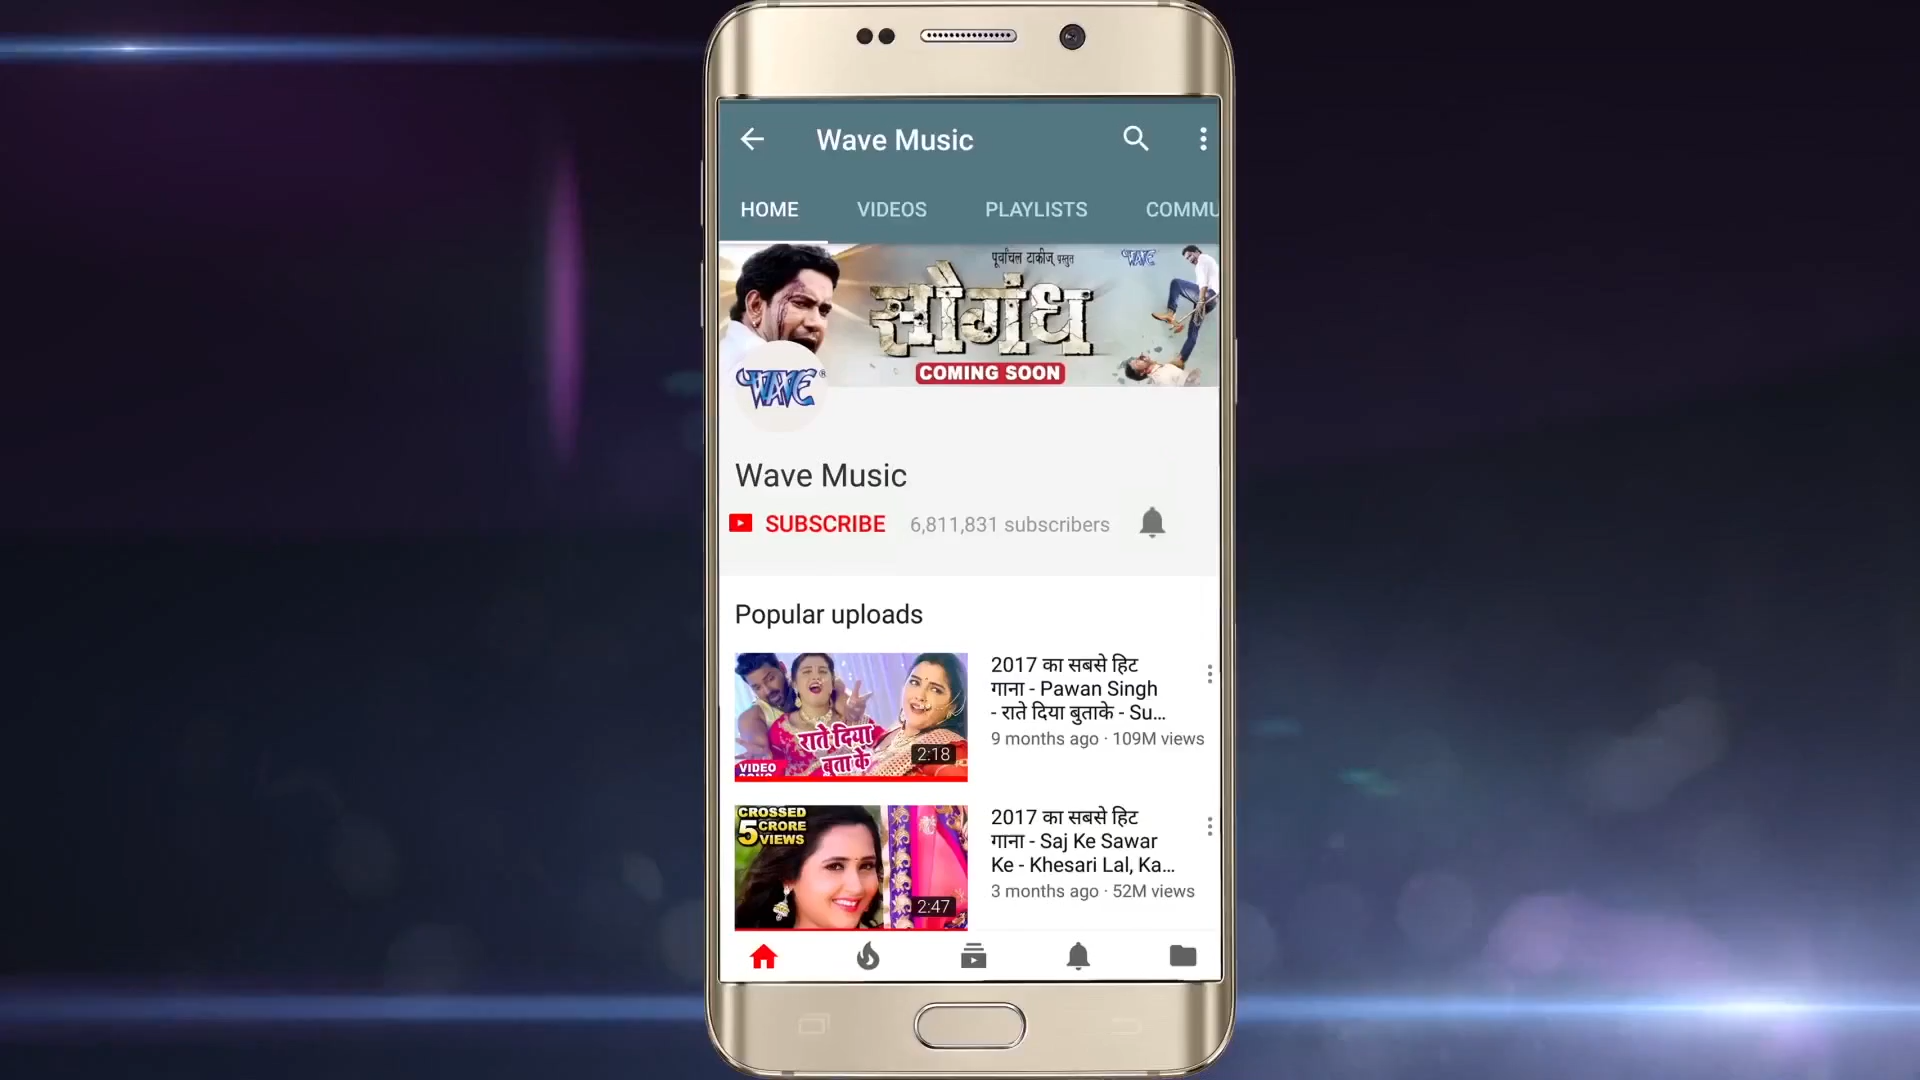 Wave Music
HOME VIDEOS PLAYLISTS COMMU
पूर्वांचल टाकीज् प्रस्तुत
WAVE
सौगंध
COMING SOON
WAVE®
Wave Music
SUBSCRIBE 6,811,831 subscribers
Popular uploads
राते दिया
बुता के
VIDEO
2:18
2017 का सबसे हिट
गाना - Pawan Singh
- राते दिया बुताके - Su...
9 months ago · 109M views
CROSSED
5 CRORE
VIEWS
2:47
2017 का सबसे हिट
गाना - Saj Ke Sawar
Ke - Khesari Lal, Ka...
3 months ago · 52M views